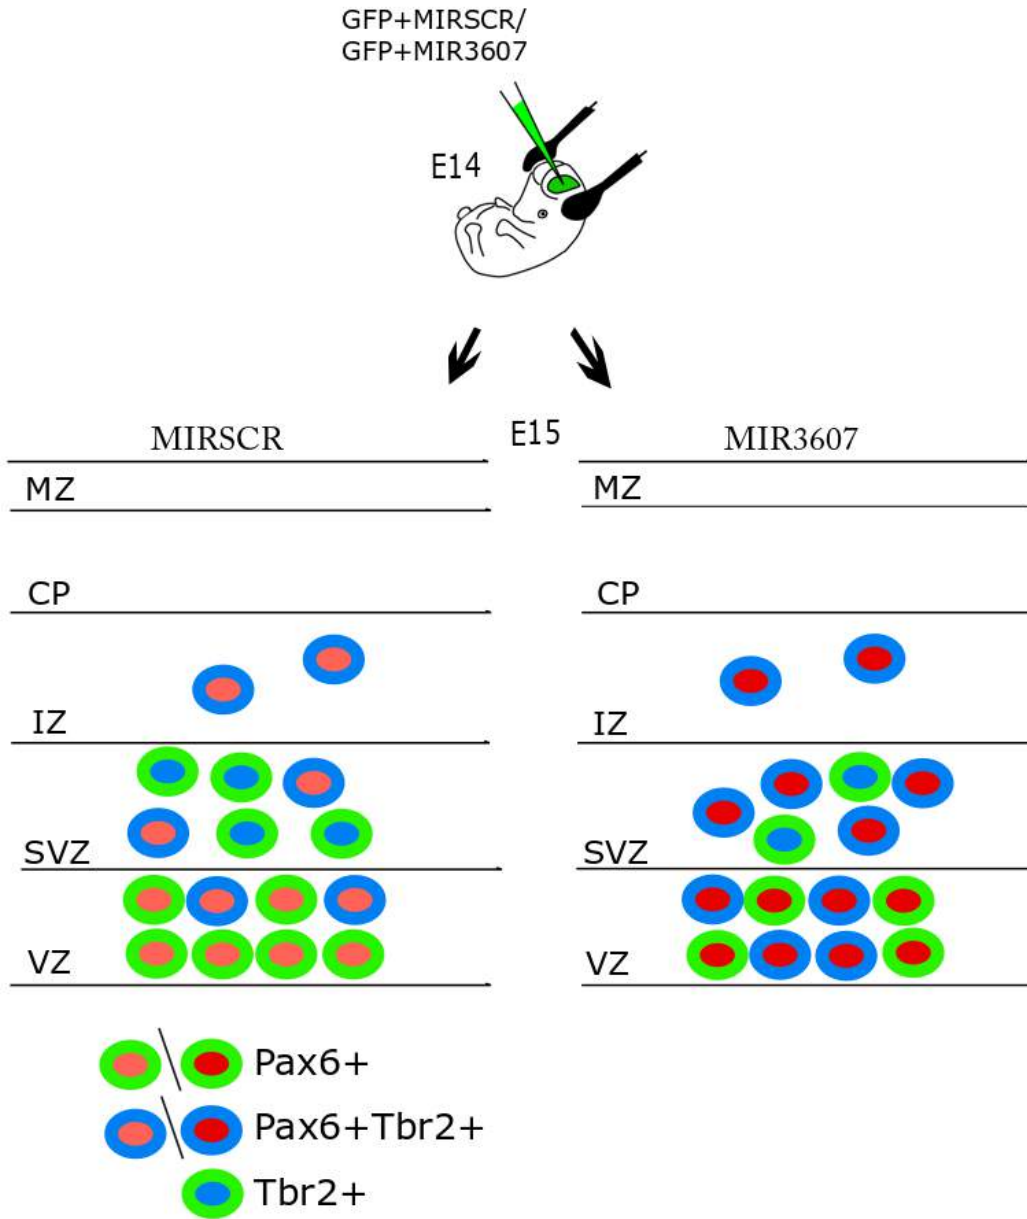 GFP+MIRSCR/
GFP+MIR3607
E14
MIRSCR
E15
MIR3607
MZ
MZ
CP
CP
IZ
IZ
SVZ
SVZ
VZ
VZ
Pax6+
Pax6+Tbr2+
Tbr2+